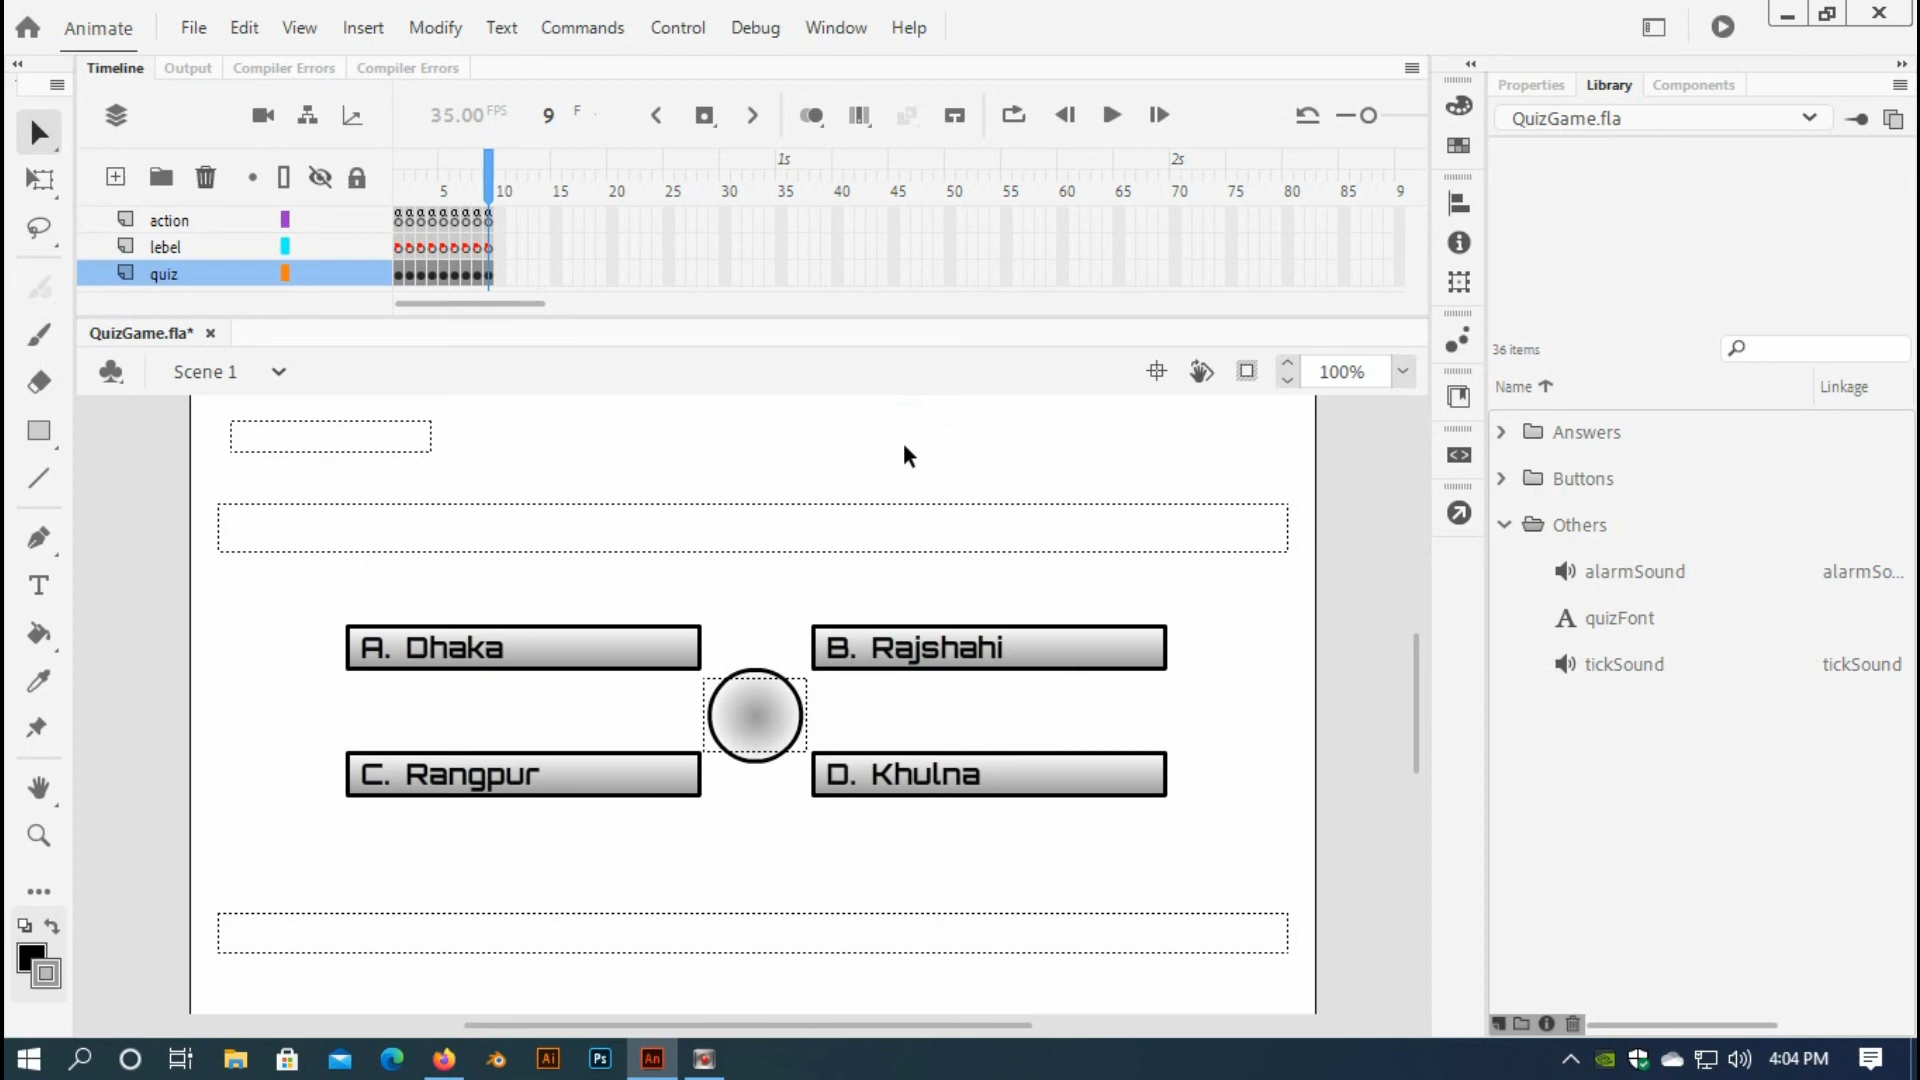 Animate File Edit View Insert Modify Text Commands Control Debug Window Help
Timeline Output Compiler Errors Compiler Errors
Properties Library Components
35.00 FPS 9 F
QuizGame.fla
1s 2s
5 10 15 20 25 30 35 40 45 50 55 60 65 70 75 80 85 9
action
lebel
quiz
QuizGame.fla*
Scene 1
100%
36 items
Name Linkage
Answers
Buttons
Others
alarmSound alarmSo...
quizFont
tickSound tickSound
A. Dhaka
B. Rajshahi
C. Rangpur
D. Khulna
Ai Ps An
4:04 PM